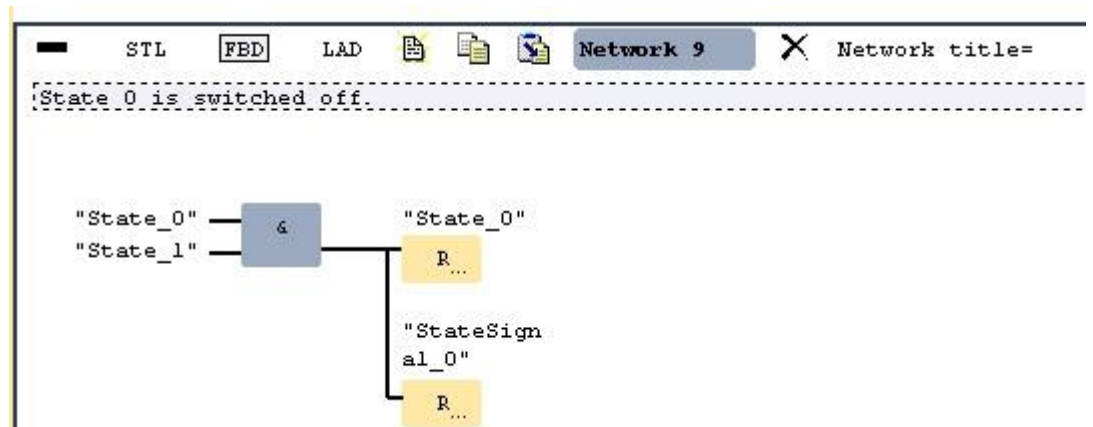 STL FBD LAD Network 9 Network title=
State 0 is switched off.
"State_0" & "State_0"
"State_1"
R...
"StateSign
al_0"
R...